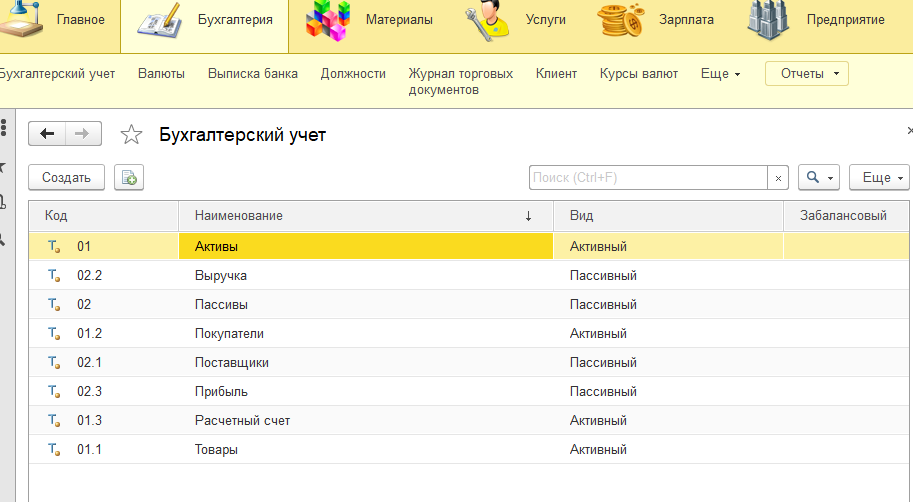 Главное Бухгалтерия Материалы Услуги Зарплата Предприятие
Бухгалтерский учет Валюты Выписка банка Должности Журнал торговых документов Клиент Курсы валют Еще Отчеты
Бухгалтерский учет
Создать Поиск (Ctrl+F) × Еще
Код Наименование ↓ Вид Забалансовый
01 Активы Активный
02.2 Выручка Пассивный
02 Пассивы Пассивный
01.2 Покупатели Активный
02.1 Поставщики Пассивный
02.3 Прибыль Пассивный
01.3 Расчетный счет Активный
01.1 Товары Активный